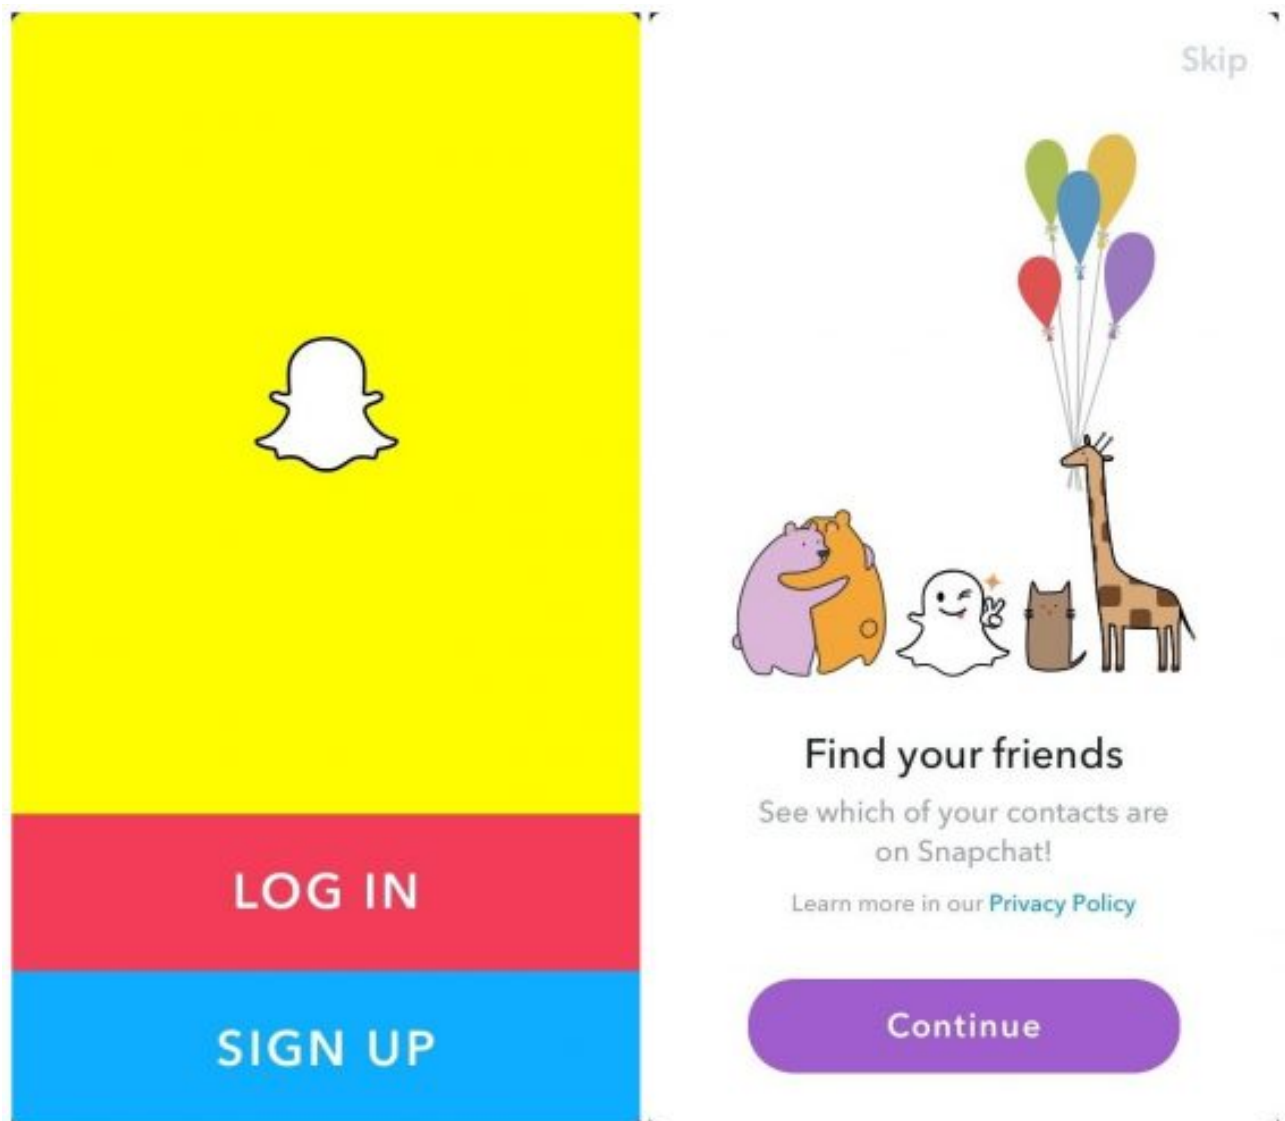 LOG IN
SIGN UP
Skip
Find your friends
See which of your contacts are
on Snapchat!
Learn more in our Privacy Policy
Continue